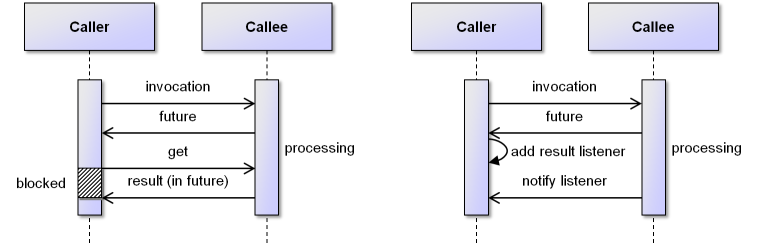 Caller
Callee
invocation
future
get
processing
blocked
result (in future)
Caller
Callee
invocation
future
add result listener
processing
notify listener